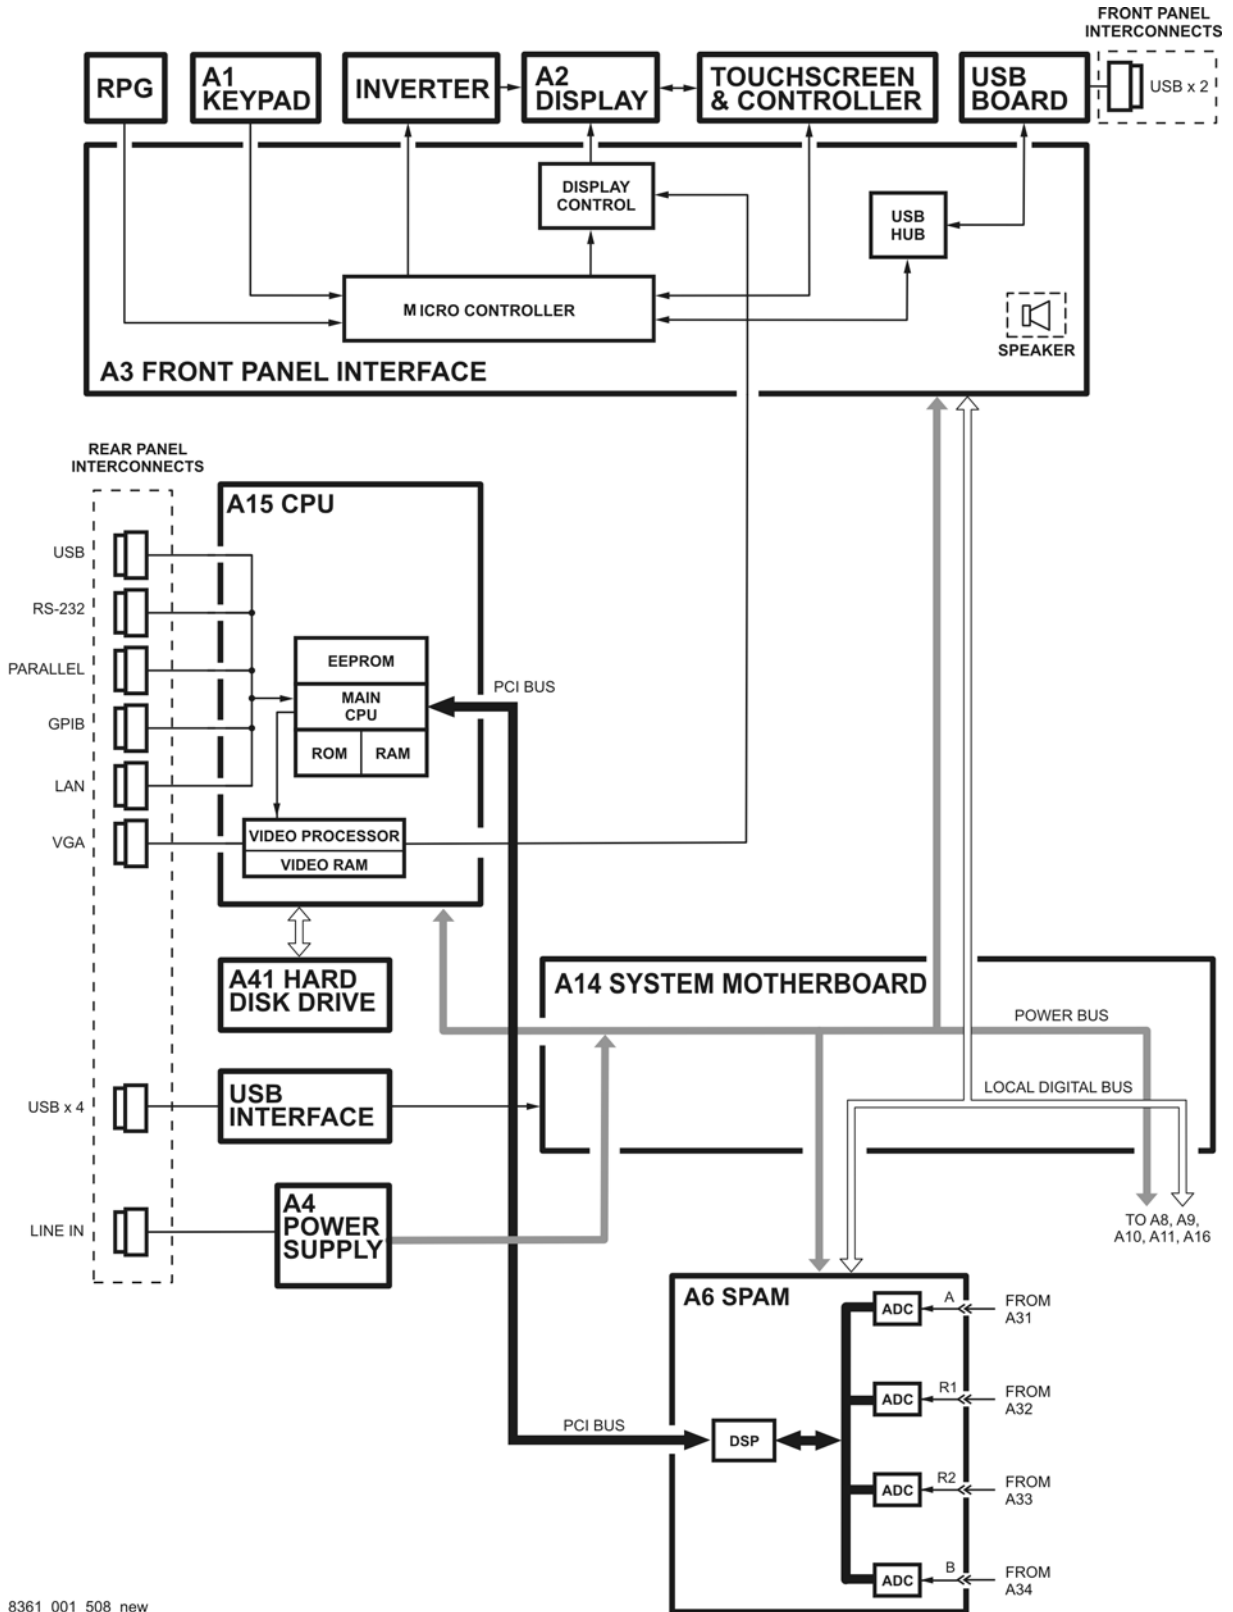 FRONT PANEL
INTERCONNECTS
RPG
A1
KEYPAD
INVERTER
A2
DISPLAY
TOUCHSCREEN
& CONTROLLER
USB
BOARD
USB x 2
DISPLAY
CONTROL
USB
HUB
MICRO CONTROLLER
SPEAKER
A3 FRONT PANEL INTERFACE
REAR PANEL
INTERCONNECTS
A15 CPU
USB
RS-232
PARALLEL
GPIB
LAN
VGA
EEPROM
MAIN
CPU
ROM
RAM
PCI BUS
VIDEO PROCESSOR
VIDEO RAM
A41 HARD
DISK DRIVE
A14 SYSTEM MOTHERBOARD
POWER BUS
LOCAL DIGITAL BUS
USB x 4
USB
INTERFACE
LINE IN
A4
POWER
SUPPLY
TO A8, A9,
A10, A11, A16
A6 SPAM
ADC
A
FROM
A31
ADC
R1
FROM
A32
PCI BUS
DSP
ADC
R2
FROM
A33
ADC
B
FROM
A34
8361_001_508_new